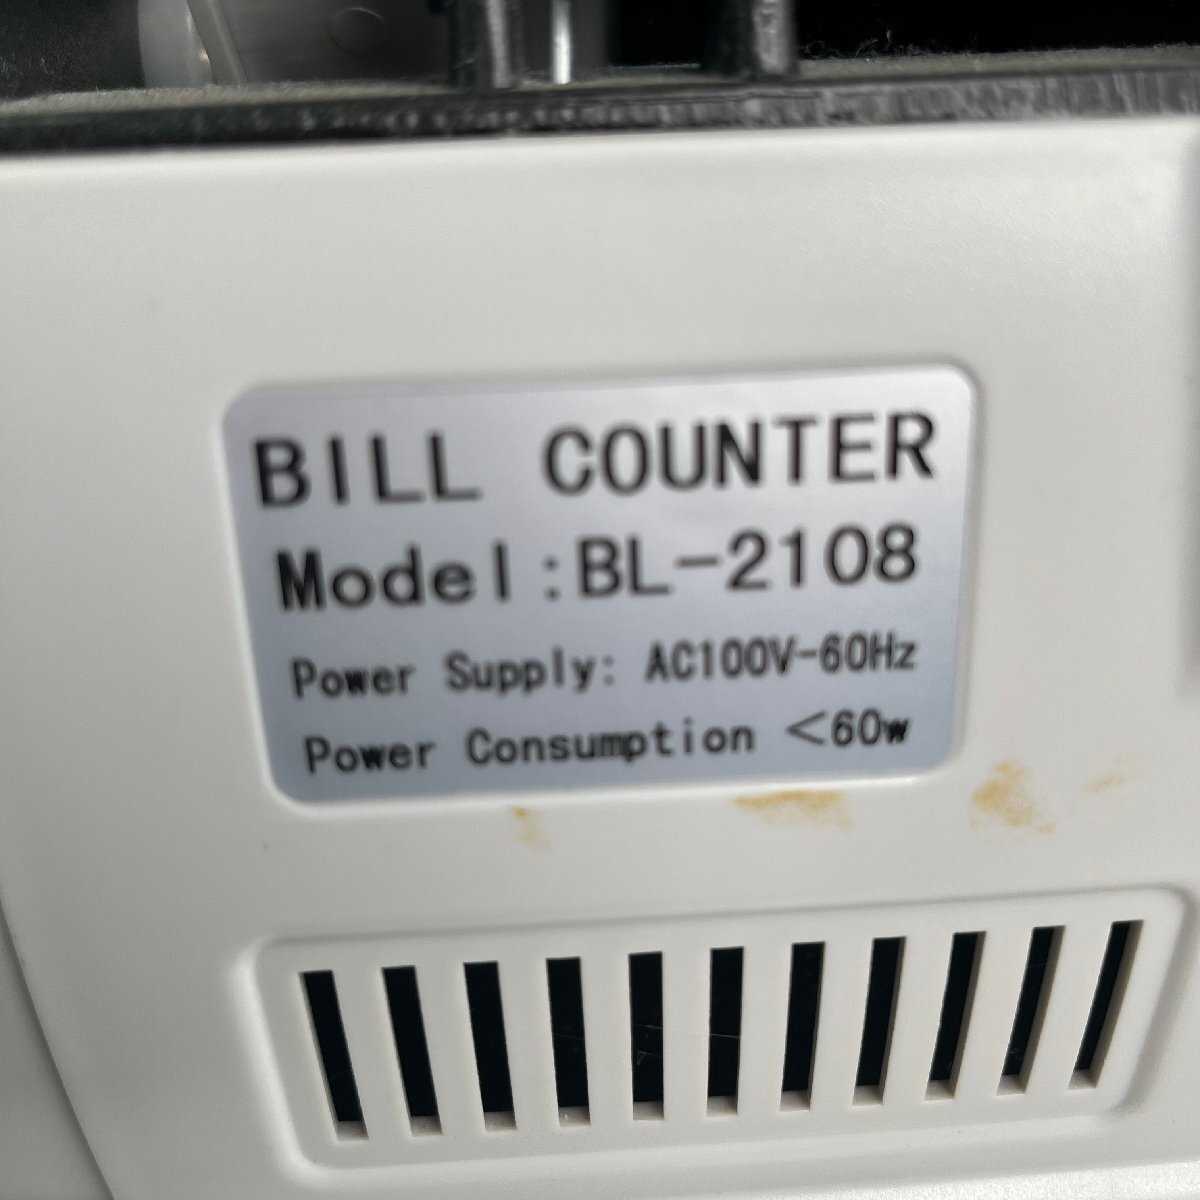 BILL COUNTER
Model:BL-2108
Power Supply: AC100V-60Hz
Power Consumption <60w